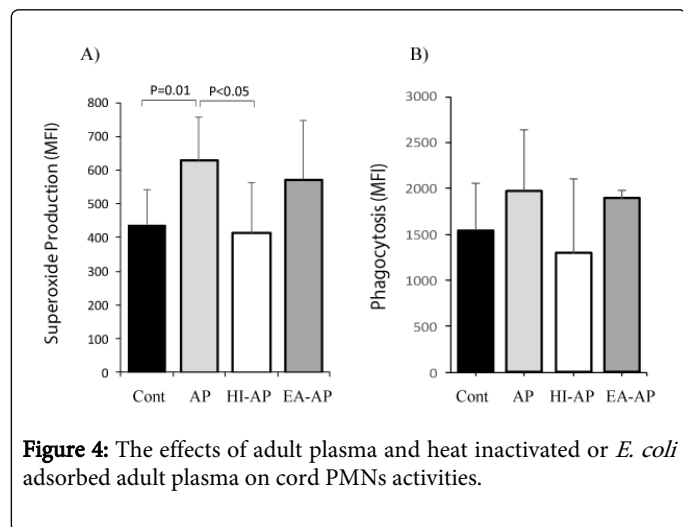 A)
P=0.01
P<0.05
Superoxide Production (MFI)
800
700
600
500
400
300
200
100
0
Cont AP HI-AP EA-AP
B)
Phagocytosis (MFI)
3000
2500
2000
1500
1000
500
0
Cont AP HI-AP EA-AP
Figure 4: The effects of adult plasma and heat inactivated or E. coli
adsorbed adult plasma on cord PMNs activities.